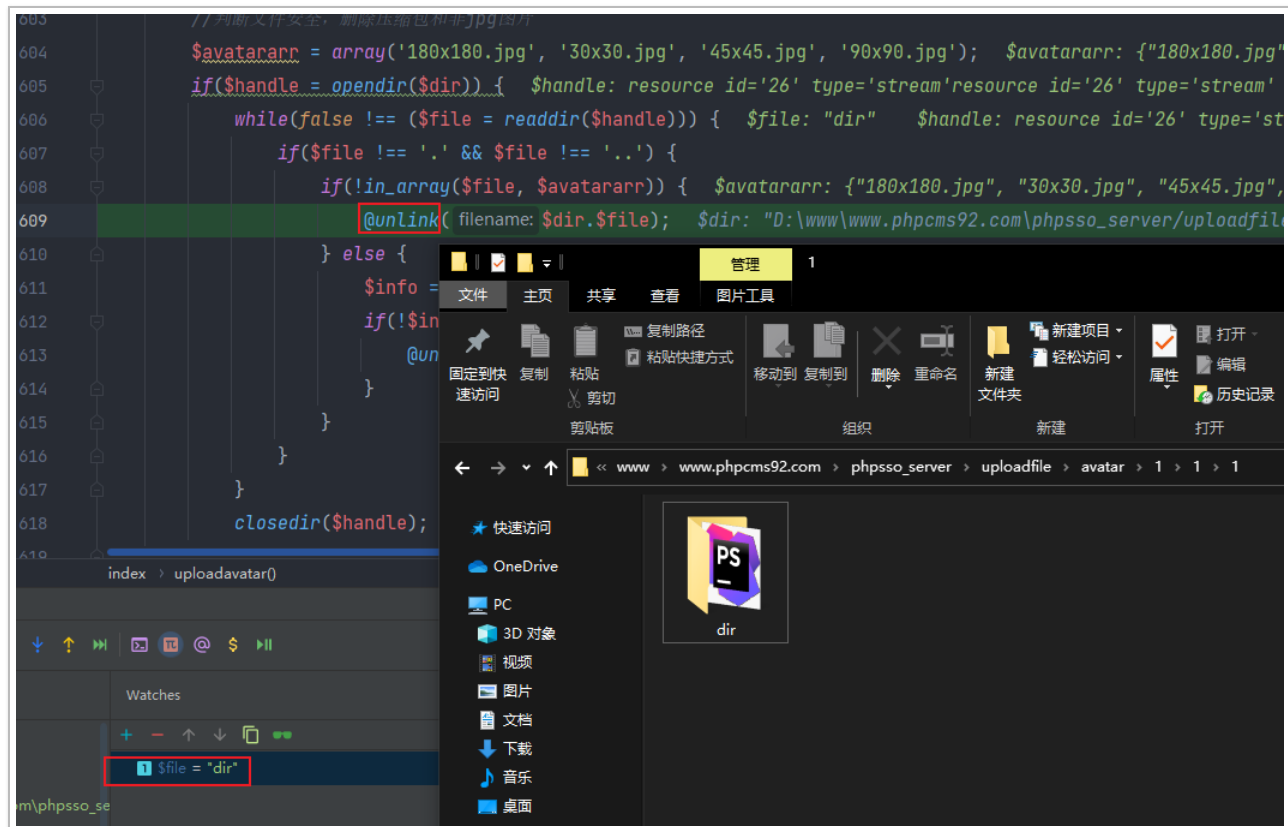 603 //判断文件安全，删除压缩包和非jpg图片
604 $avatararr = array('180x180.jpg', '30x30.jpg', '45x45.jpg', '90x90.jpg'); $avatararr: {"180x180.jpg"
605 if($handle = opendir($dir)) { $handle: resource id='26' type='stream'resource id='26' type='stream'
606 while(false !== ($file = readdir($handle))) { $file: "dir" $handle: resource id='26' type='st
607 if($file !== '.' && $file !== '..') {
608 if(!in_array($file, $avatararr)) { $avatararr: {"180x180.jpg", "30x30.jpg", "45x45.jpg",
609 @unlink( filename: $dir.$file); $dir: "D:\www\www.phpcms92.com\phpsso_server/uploadfile
610 } else {
611 $info =
612 if(!$in
613 @un
614 }
615 }
616 }
617 }
618 closedir($handle);
619
index > uploadavatar()
Watches
1 $file = "dir"
om\phpsso_se
管理 1
文件 主页 共享 查看 图片工具
固定到快速访问
复制
粘贴
复制路径
粘贴快捷方式
剪切
移动到 复制到 删除 重命名
新建
文件夹
新建项目
轻松访问
属性
打开
编辑
历史记录
剪贴板 组织 新建 打开
« www > www.phpcms92.com > phpsso_server > uploadfile > avatar > 1 > 1 > 1
快速访问
OneDrive
PC
3D 对象
视频
图片
文档
下载
音乐
桌面
PS
dir